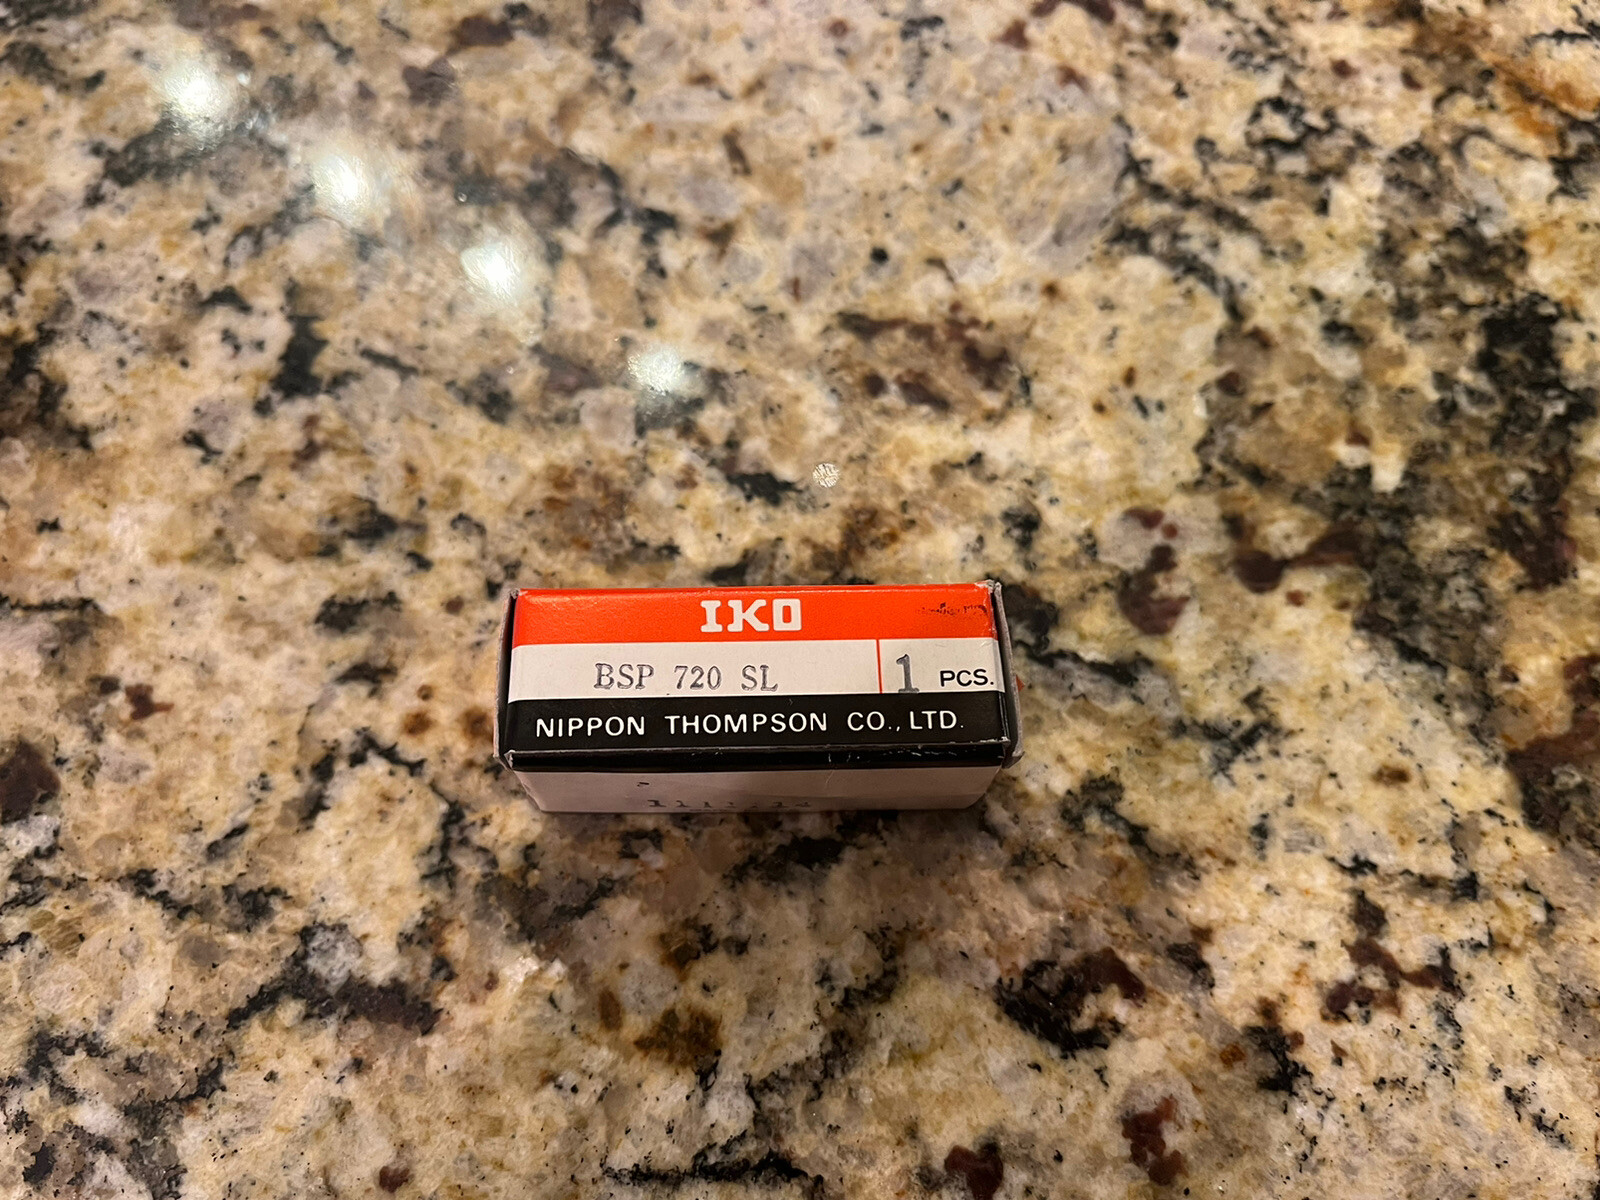 IKO
BSP 720 SL
1 PCS.
NIPPON THOMPSON CO., LTD.